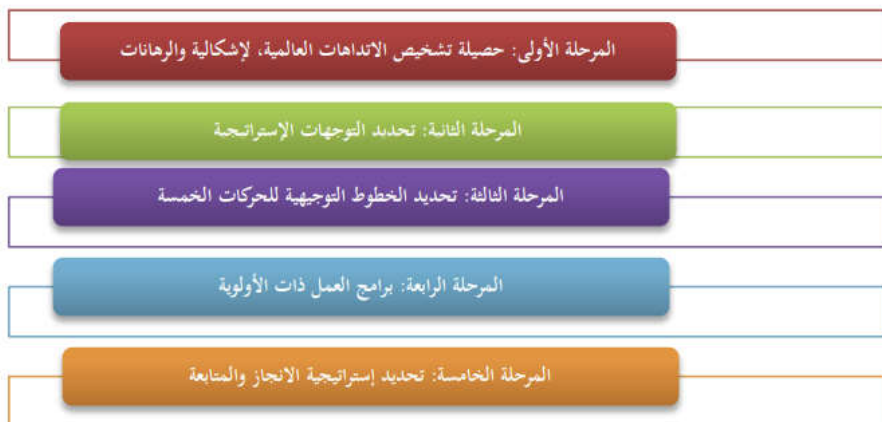 المرحلة الأولى: حصيلة تشخيص الاتداهات العالمية، لإشكالية والرهانات
المرحلة الثانية: تحديد التوجهات الإستراتيجية
المرحلة الثالثة: تحديد الخطوط التوجيهية للحركات الخمسة
المرحلة الرابعة: برامج العمل ذات الأولوية
المرحلة الخامسة: تحديد إستراتيجية الانجاز والمتابعة